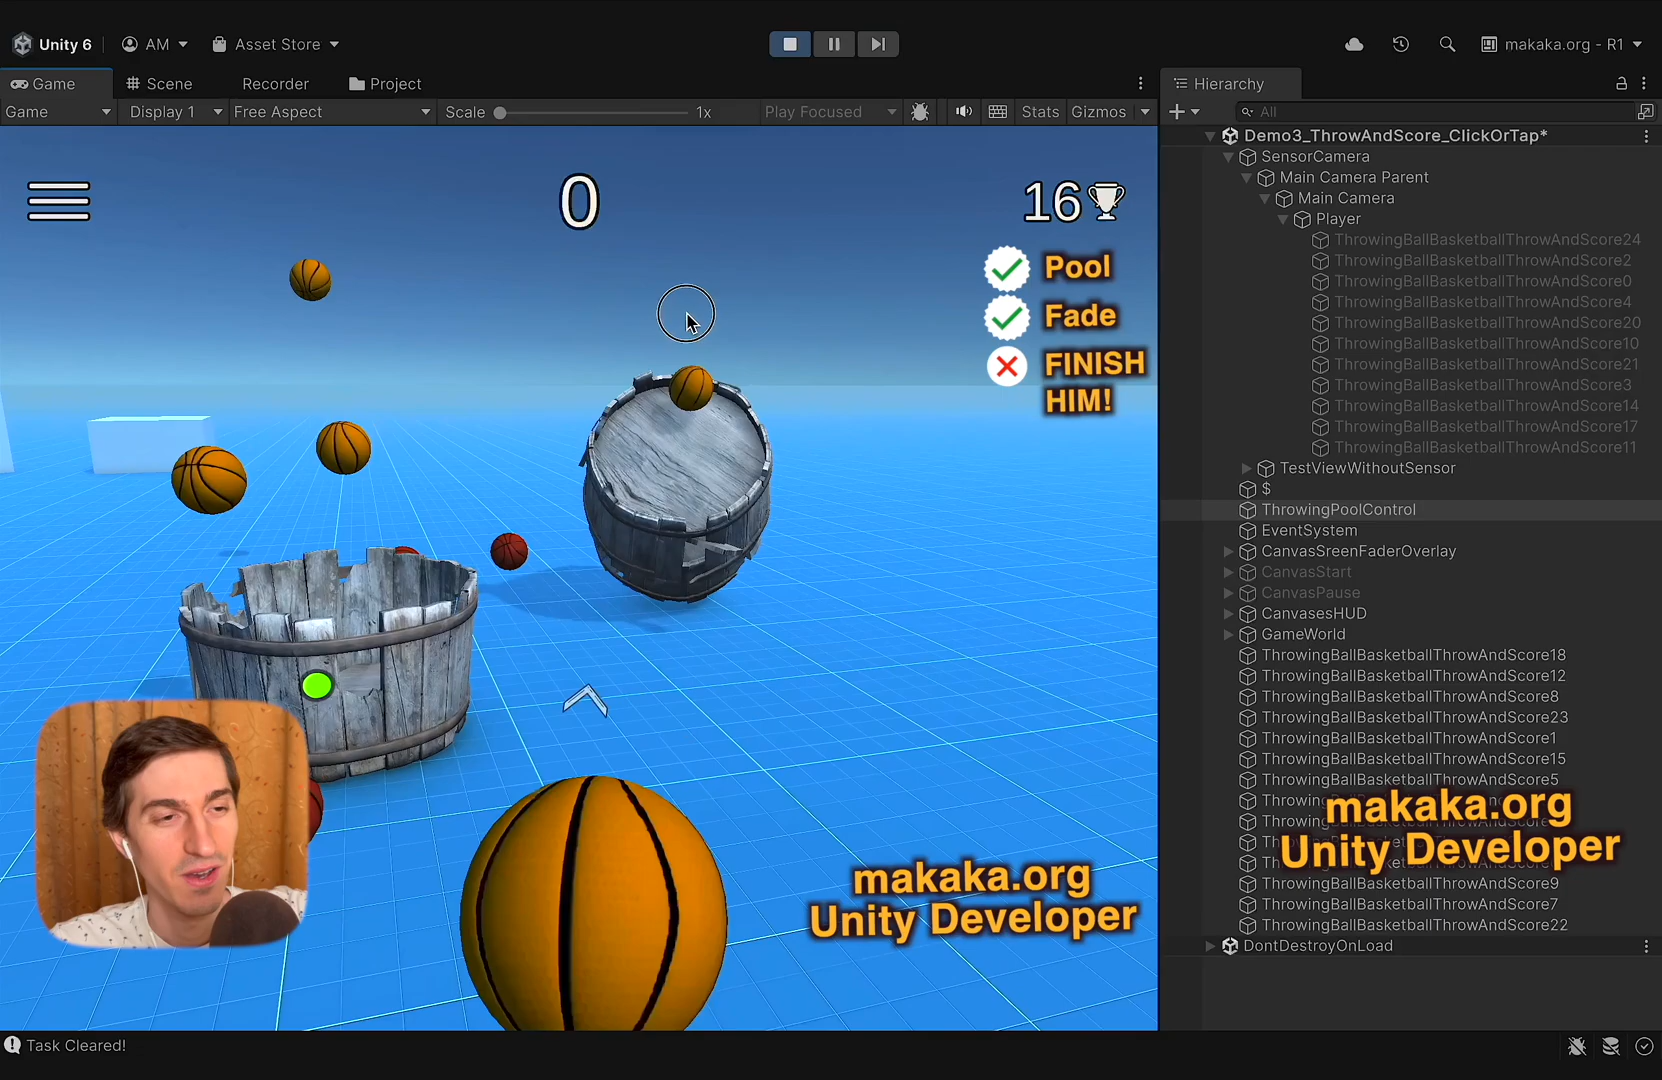 Unity 6
AM
Asset Store
makaka.org - R1
Game
Scene
Recorder
Project
Hierarchy
Game
Display 1
Free Aspect
Scale
1x
Play Focused
Stats
Gizmos
All
0
16
Pool
Fade
FINISH
HIM!
makaka.org
Unity Developer
Demo3_ThrowAndScore_ClickOrTap*
SensorCamera
Main Camera Parent
Main Camera
Player
ThrowingBallBasketballThrowAndScore24
ThrowingBallBasketballThrowAndScore2
ThrowingBallBasketballThrowAndScore0
ThrowingBallBasketballThrowAndScore4
ThrowingBallBasketballThrowAndScore20
ThrowingBallBasketballThrowAndScore10
ThrowingBallBasketballThrowAndScore21
ThrowingBallBasketballThrowAndScore3
ThrowingBallBasketballThrowAndScore14
ThrowingBallBasketballThrowAndScore17
ThrowingBallBasketballThrowAndScore11
TestViewWithoutSensor
$
ThrowingPoolControl
EventSystem
CanvasSreenFaderOverlay
CanvasStart
CanvasPause
CanvasesHUD
GameWorld
ThrowingBallBasketballThrowAndScore18
ThrowingBallBasketballThrowAndScore12
ThrowingBallBasketballThrowAndScore8
ThrowingBallBasketballThrowAndScore23
ThrowingBallBasketballThrowAndScore1
ThrowingBallBasketballThrowAndScore15
ThrowingBallBasketballThrowAndScore5
makaka.org
Unity Developer
ThrowingBallBasketballThrowAndScore9
ThrowingBallBasketballThrowAndScore7
ThrowingBallBasketballThrowAndScore22
DontDestroyOnLoad
Task Cleared!